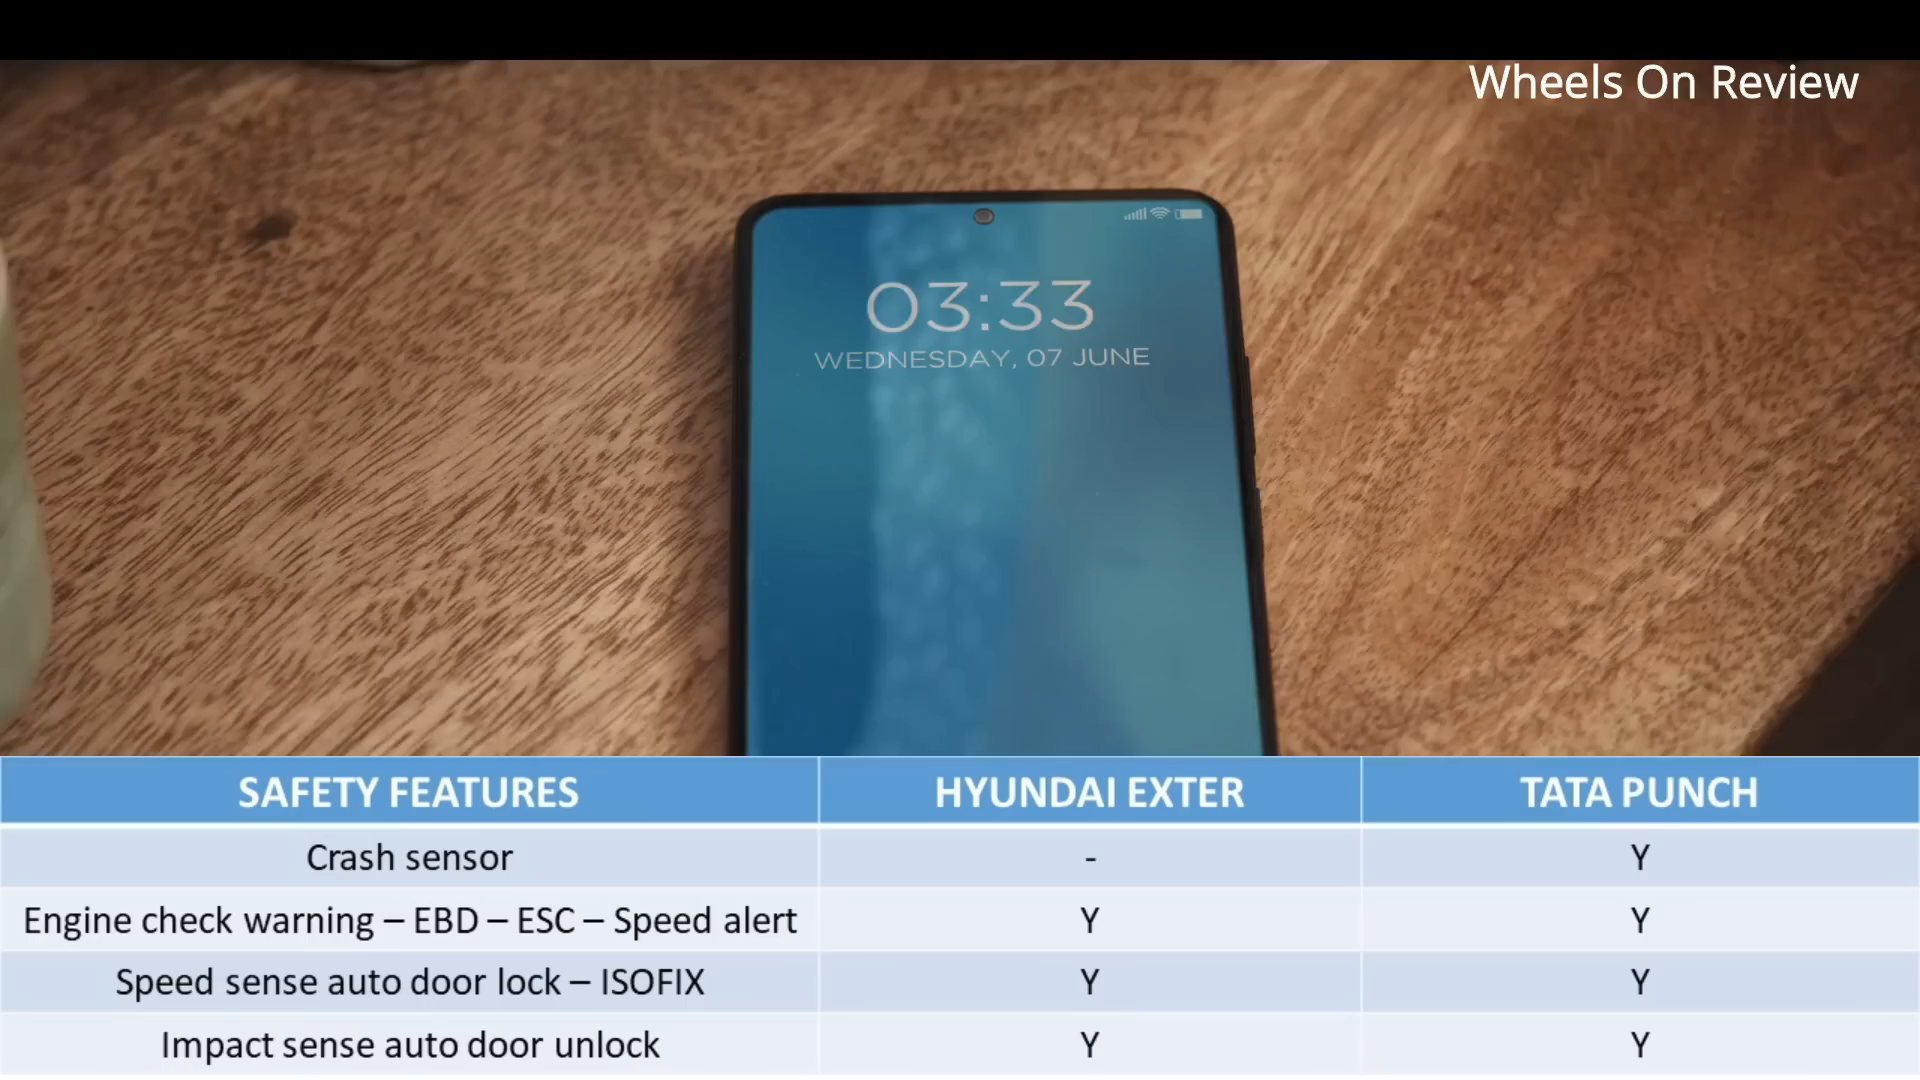 Wheels On Review
03:33
WEDNESDAY, 07 JUNE
SAFETY FEATURES HYUNDAI EXTER TATA PUNCH
Crash sensor - Y
Engine check warning – EBD – ESC – Speed alert Y Y
Speed sense auto door lock – ISOFIX Y Y
Impact sense auto door unlock Y Y